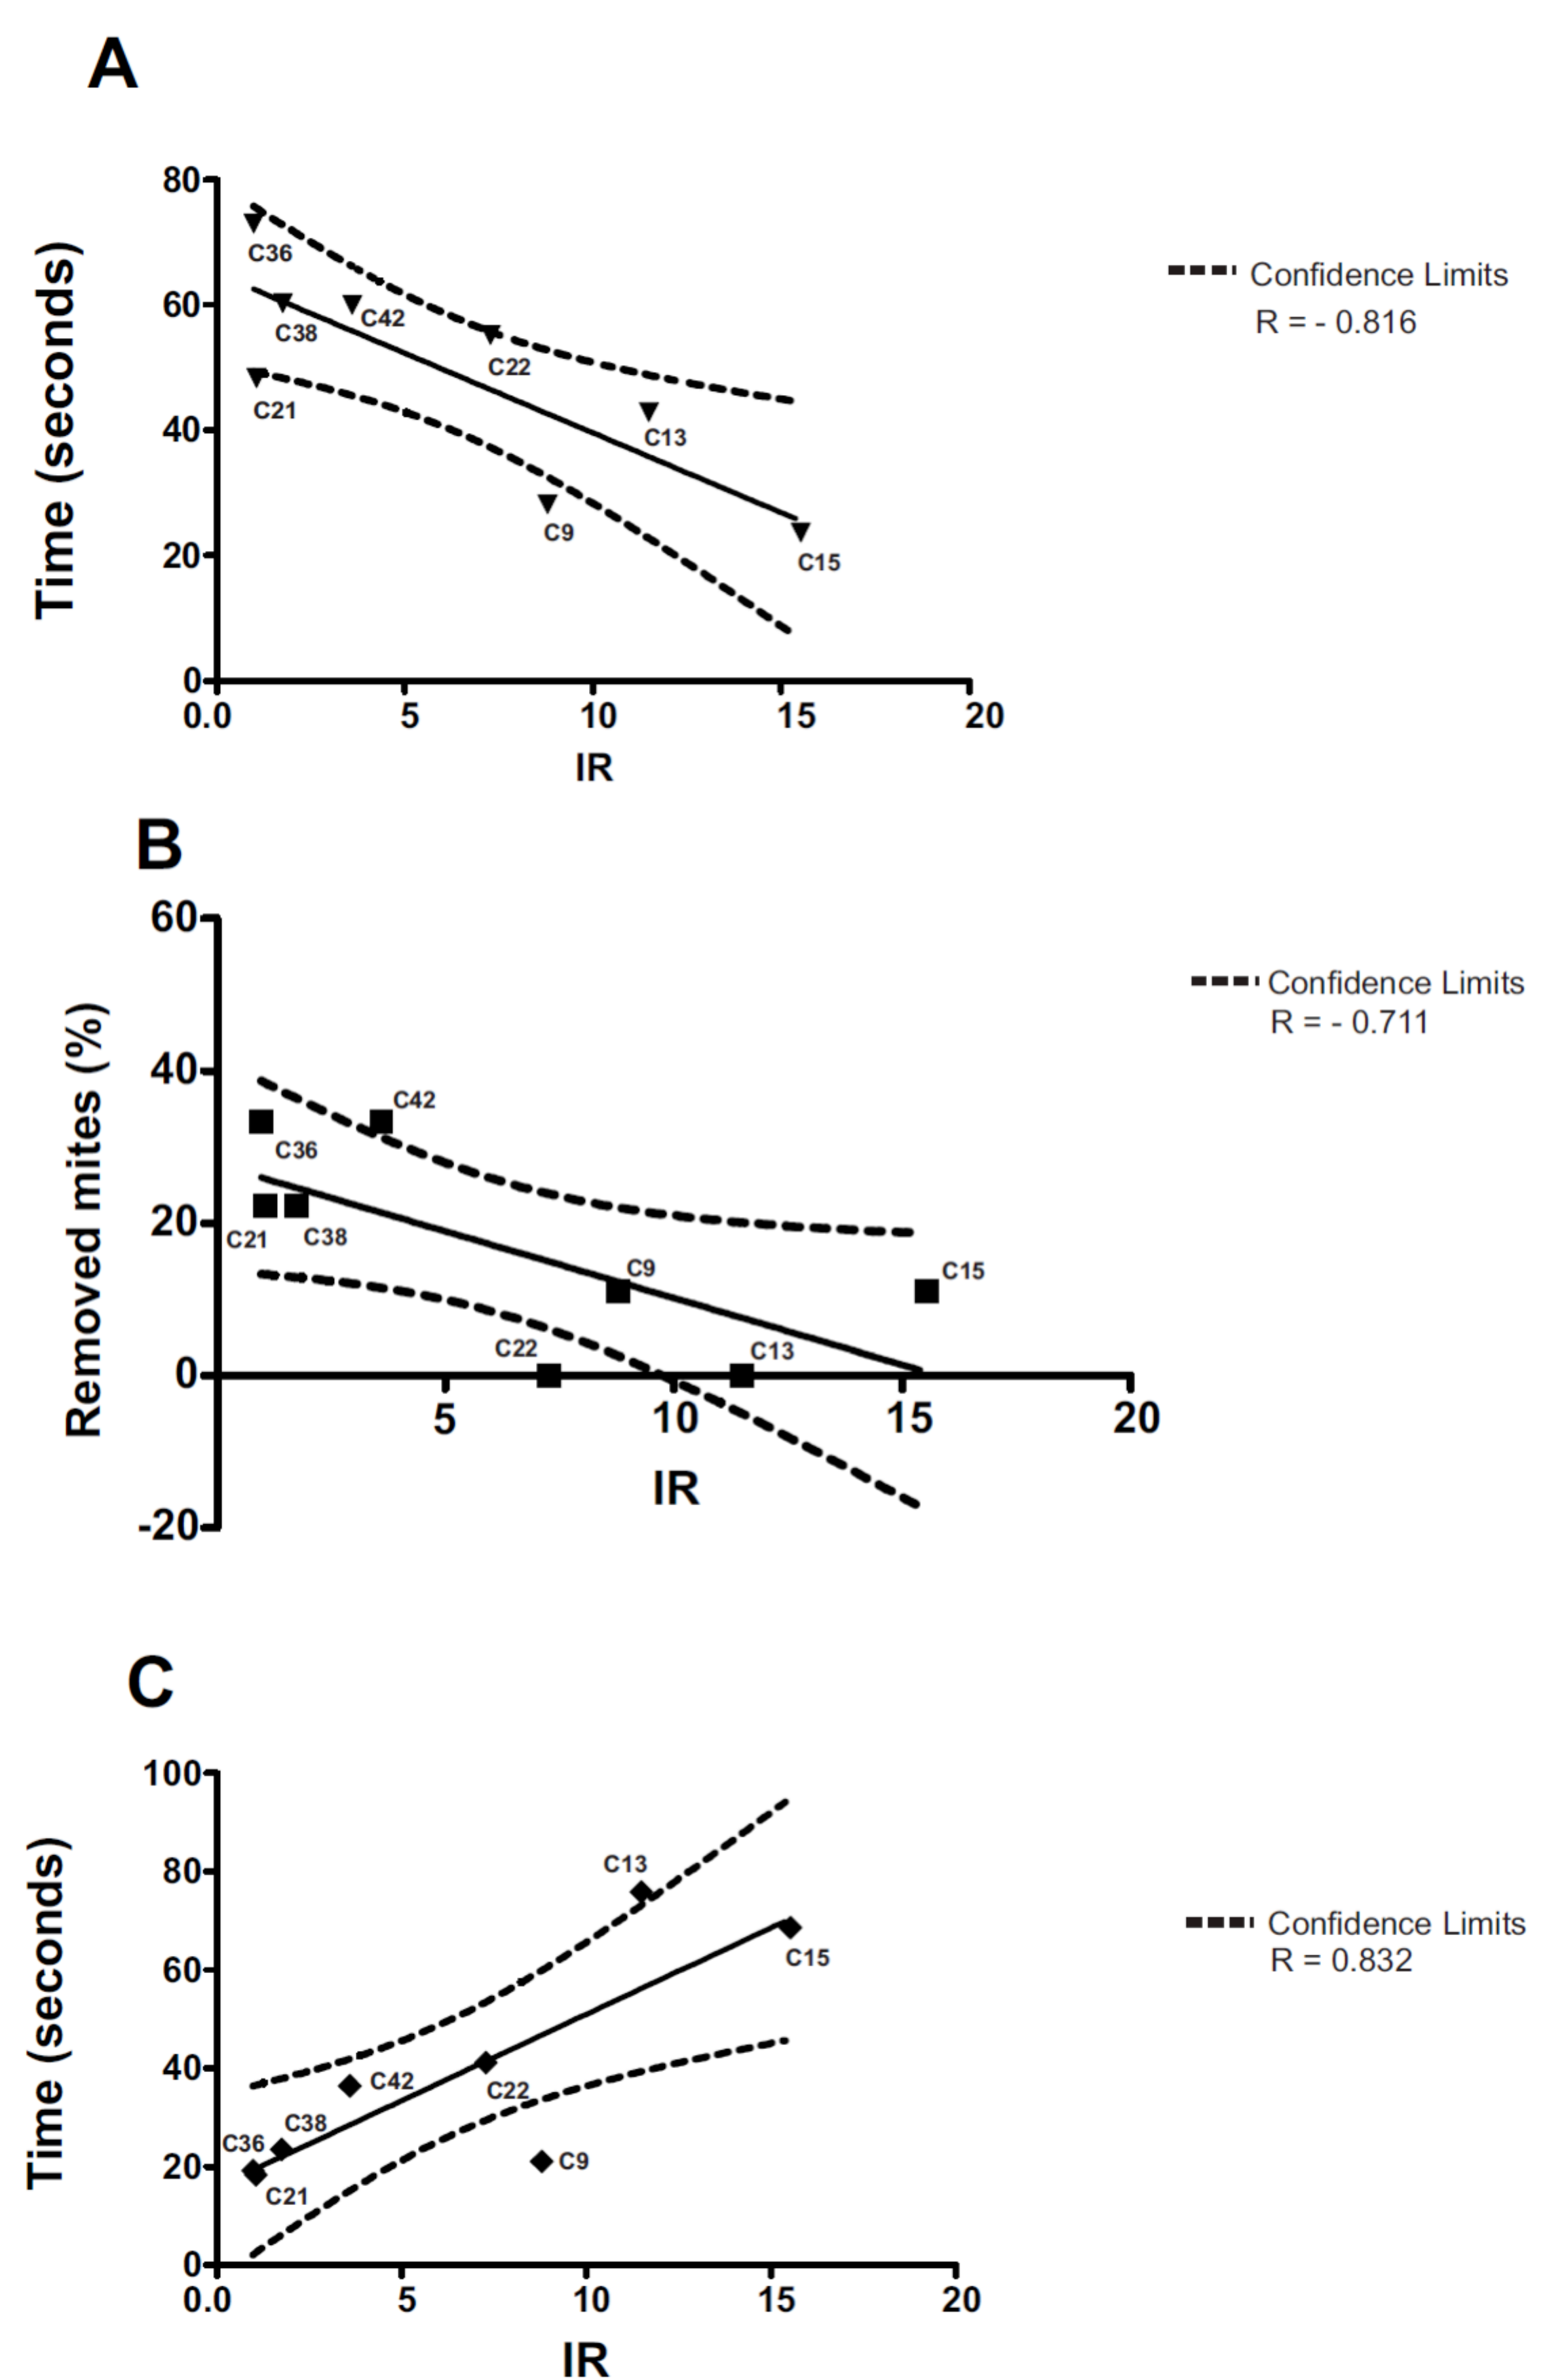 A
80
60
40
20
0
0.0 5 10 15 20
Time (seconds)
IR
C36
C38
C42
C22
C21
C13
C9
C15
Confidence Limits
R = - 0.816
B
60
40
20
0
-20
5 10 15 20
Removed mites (%)
IR
C42
C36
C21
C38
C9
C15
C22
C13
Confidence Limits
R = - 0.711
C
100
80
60
40
20
0
0.0 5 10 15 20
Time (seconds)
IR
C13
C15
C42
C22
C38
C36
C9
C21
Confidence Limits
R = 0.832